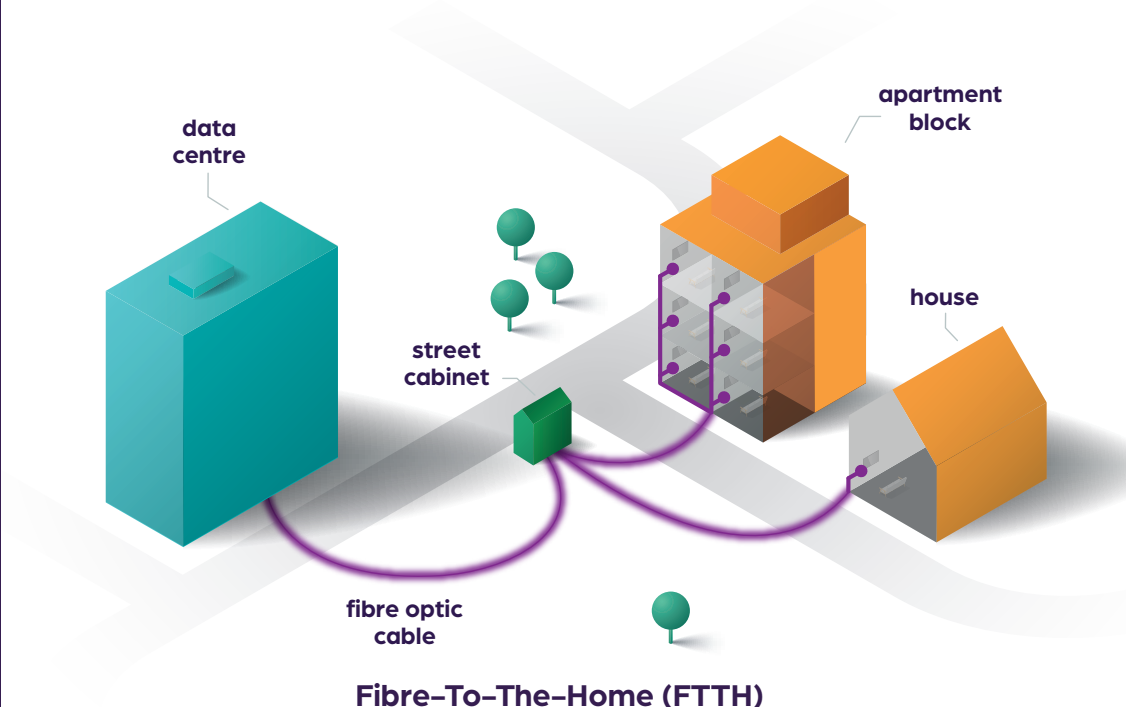 apartment
block
data
centre
house
street
cabinet
fibre optic
cable
Fibre-To-The-Home (FTTH)